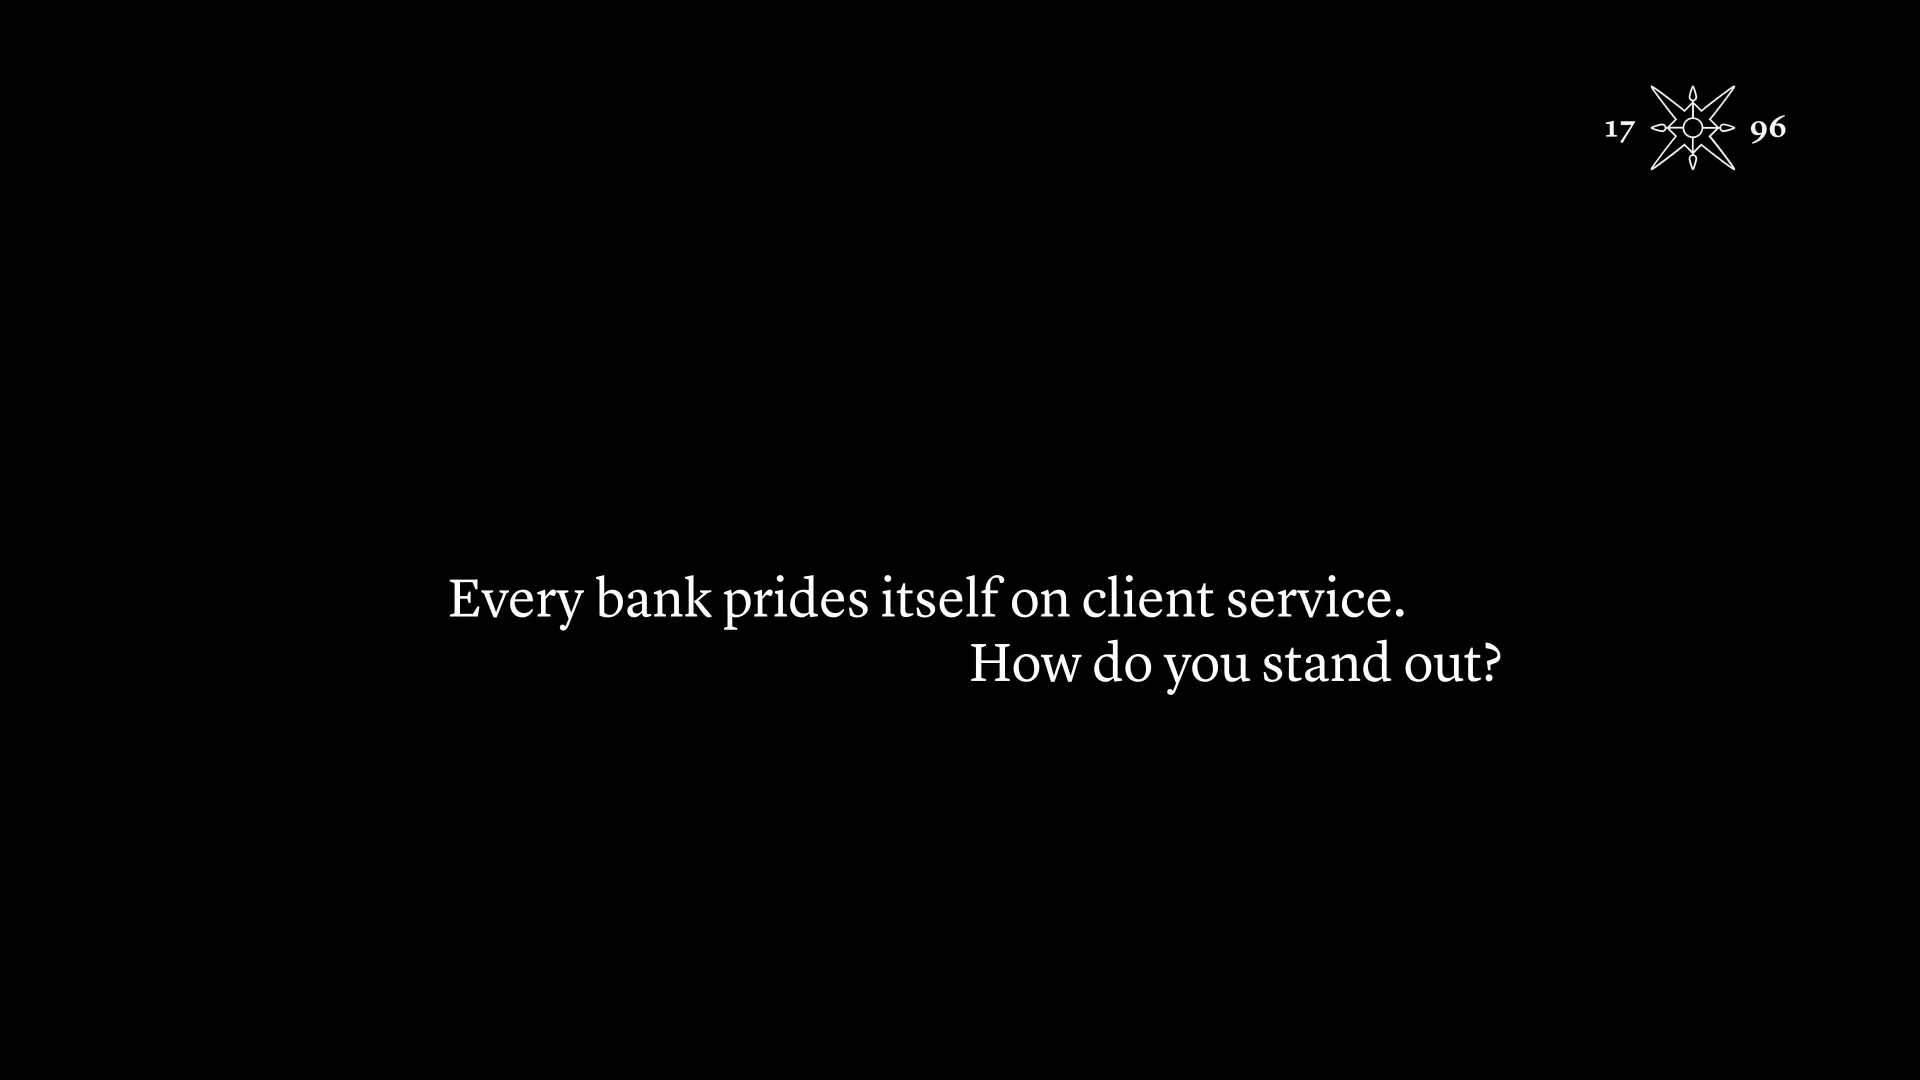 17 96
Every bank prides itself on client service.
How do you stand out?